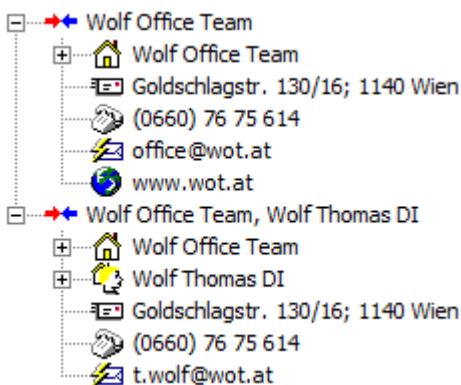 Wolf Office Team
Wolf Office Team
Goldschlagstr. 130/16; 1140 Wien
(0660) 76 75 614
office@wot.at
www.wot.at
Wolf Office Team, Wolf Thomas DI
Wolf Office Team
Wolf Thomas DI
Goldschlagstr. 130/16; 1140 Wien
(0660) 76 75 614
t.wolf@wot.at